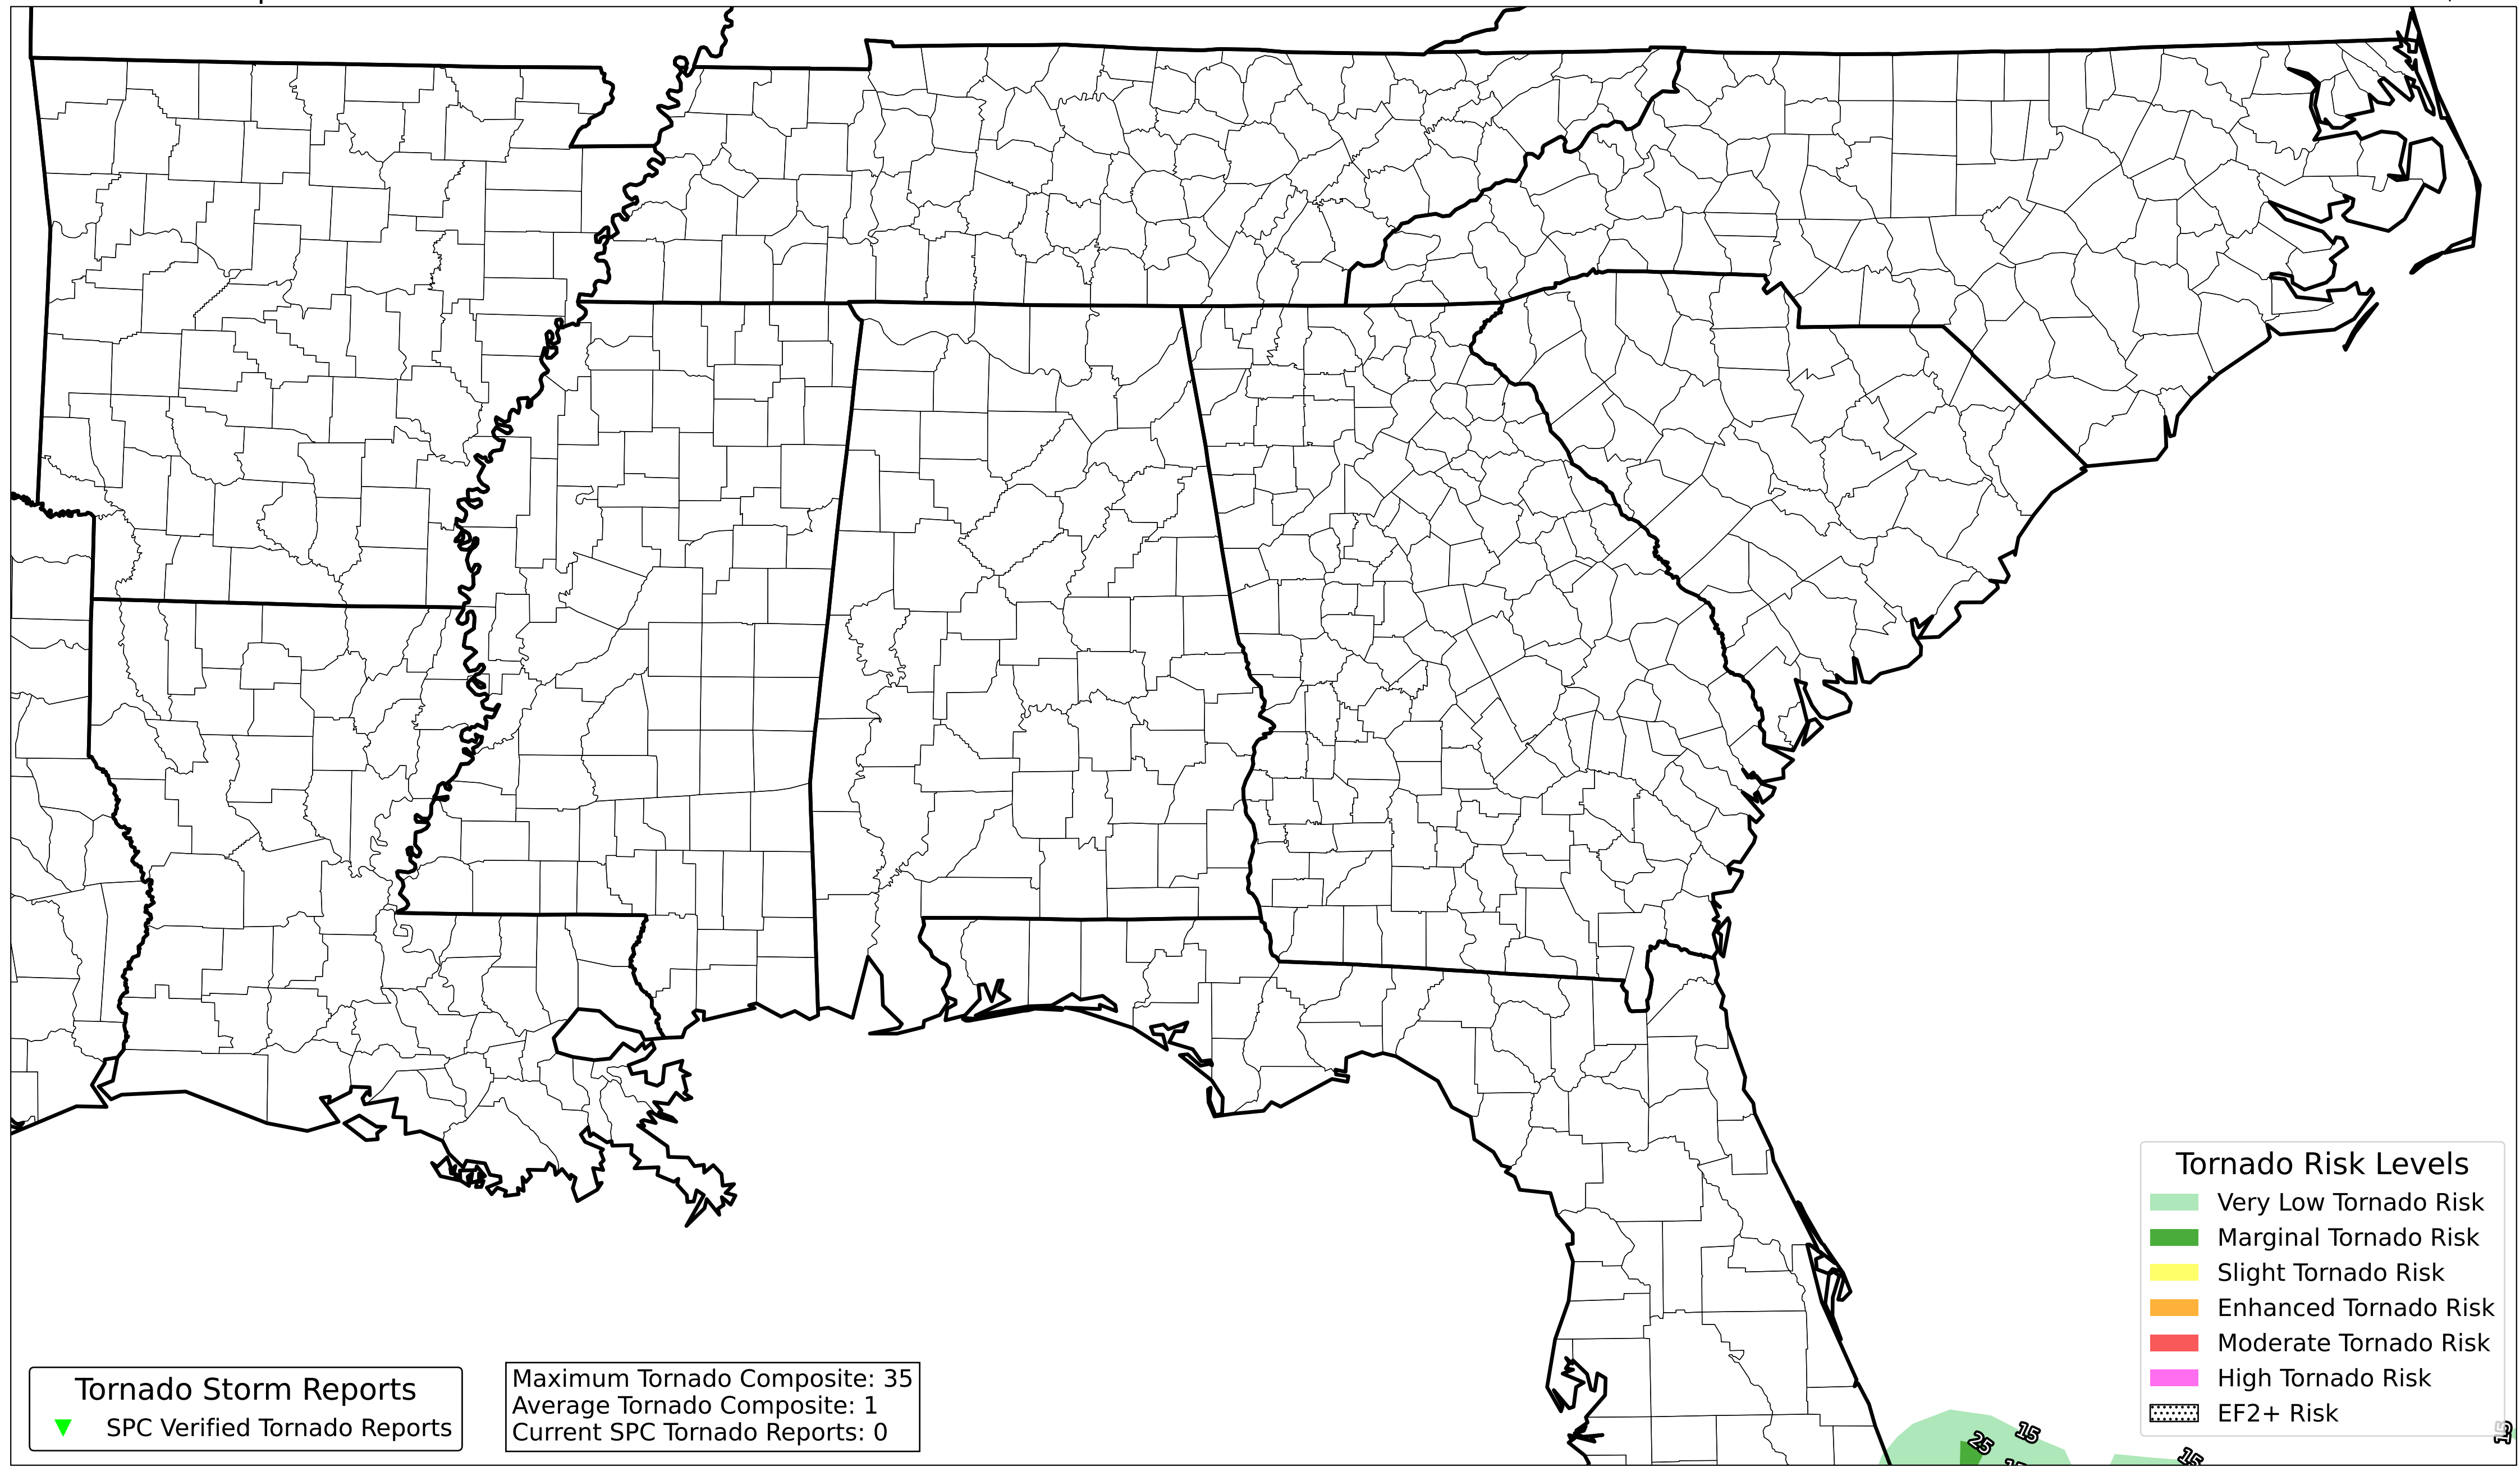 Tornado Risk Levels
Very Low Tornado Risk
Marginal Tornado Risk
Slight Tornado Risk
Enhanced Tornado Risk
Moderate Tornado Risk
High Tornado Risk
EF2+ Risk
Tornado Storm Reports
SPC Verified Tornado Reports
Maximum Tornado Composite: 35
Average Tornado Composite: 1
Current SPC Tornado Reports: 0
15
25
15
15